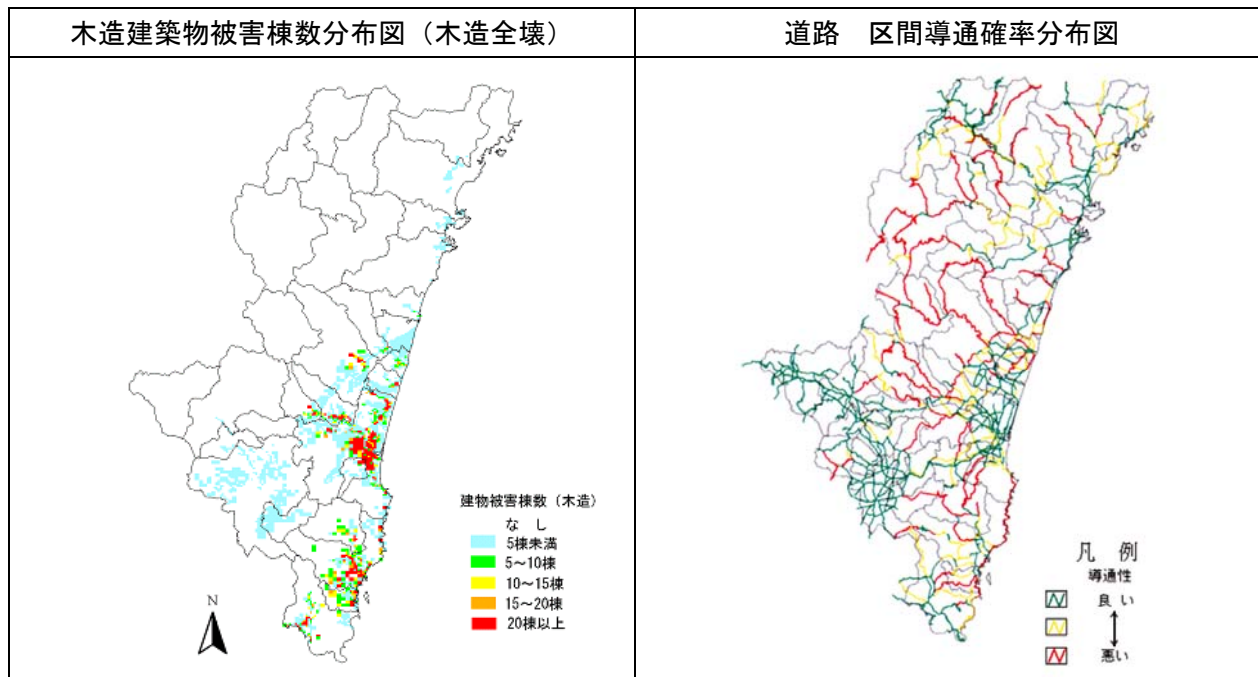 木造建築物被害棟数分布図（木造全壊）
道路　区間導通確率分布図
建物被害棟数（木造）
な　し
5棟未満
5～10棟
10～15棟
15～20棟
20棟以上
N
凡　例
導通性
良　い
悪い